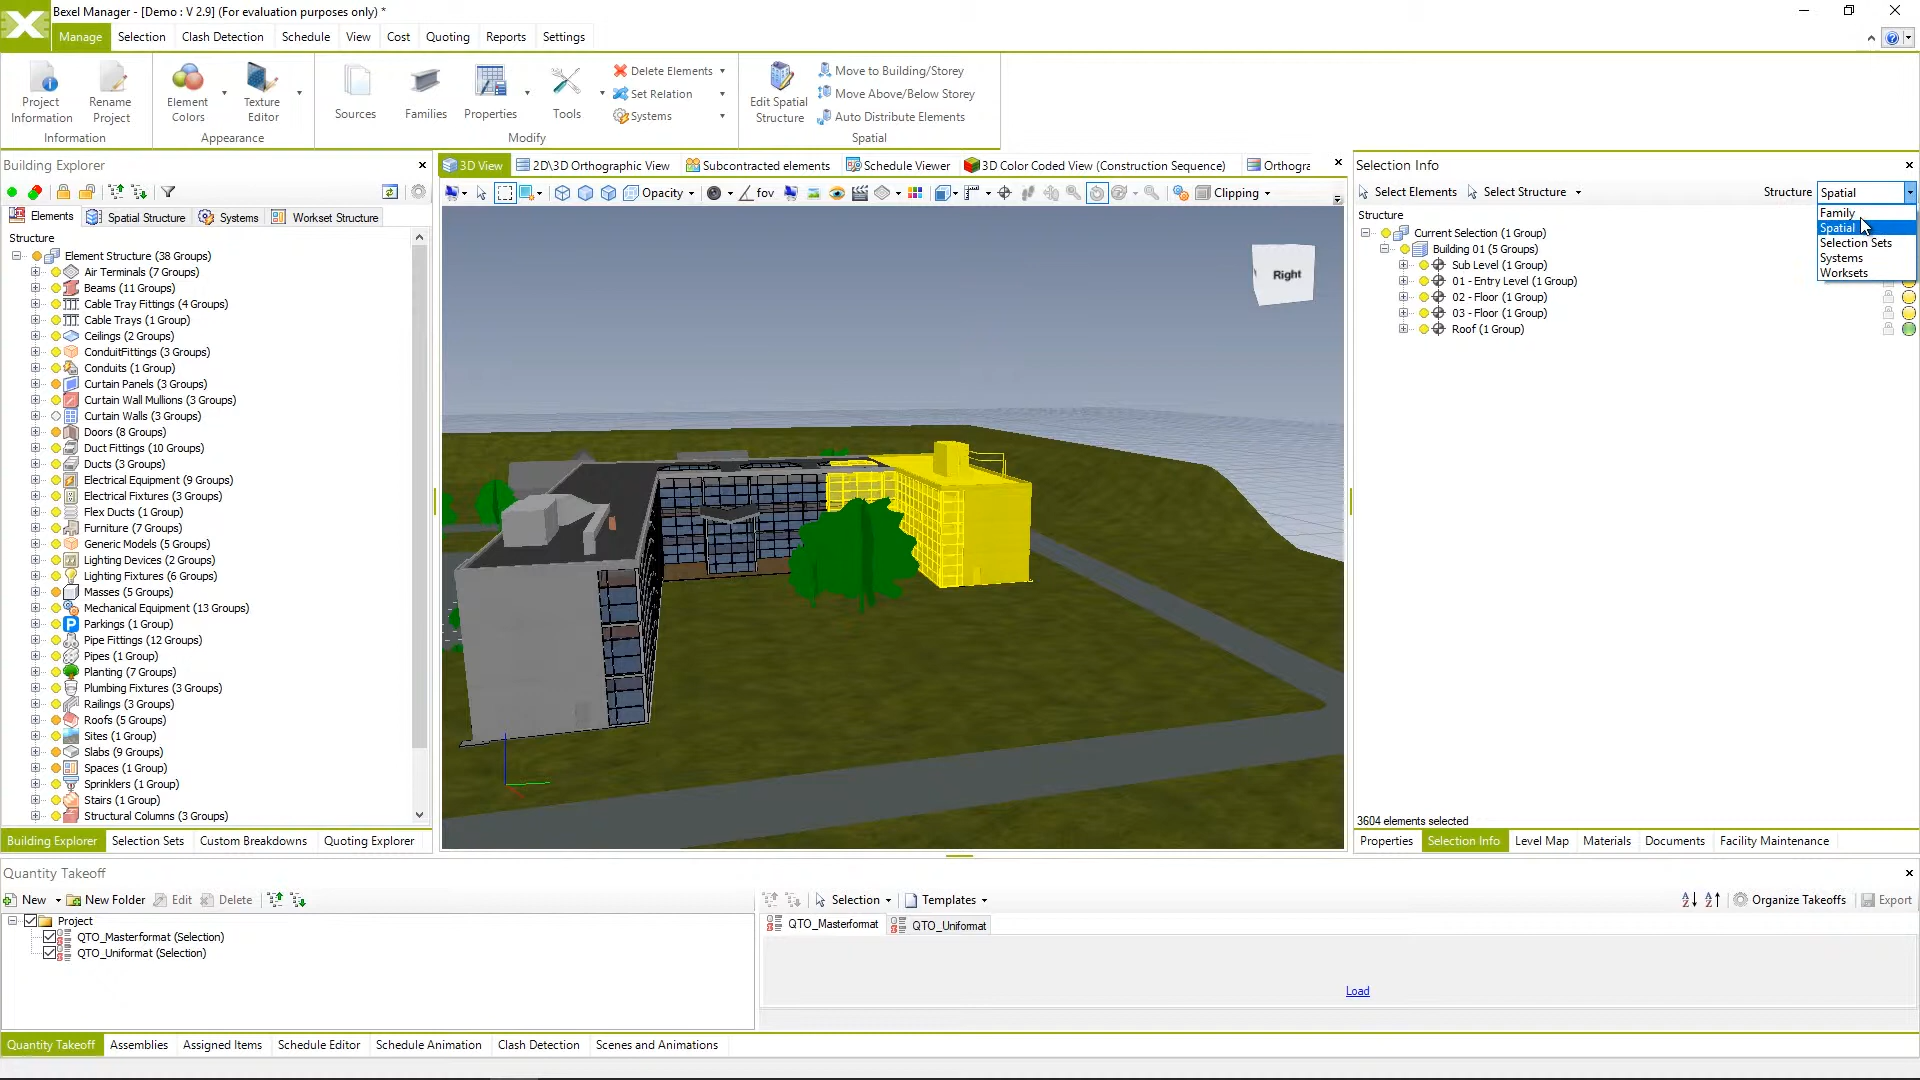 Bexel Manager - [Demo : V 2.9] (For evaluation purposes only) *
Manage Selection Clash Detection Schedule View Cost Quoting Reports Settings
Project Information
Rename Project
Information
Element Colors
Texture Editor
Appearance
Sources
Families
Properties
Tools
Delete Elements
Set Relation
Systems
Modify
Edit Spatial Structure
Move to Building/Storey
Move Above/Below Storey
Auto Distribute Elements
Spatial
Building Explorer
Elements Spatial Structure Systems Workset Structure
Structure
Element Structure (38 Groups)
Air Terminals (7 Groups)
Beams (11 Groups)
Cable Tray Fittings (4 Groups)
Cable Trays (1 Group)
Ceilings (2 Groups)
ConduitFittings (3 Groups)
Conduits (1 Group)
Curtain Panels (3 Groups)
Curtain Wall Mullions (3 Groups)
Curtain Walls (3 Groups)
Doors (8 Groups)
Duct Fittings (10 Groups)
Ducts (3 Groups)
Electrical Equipment (9 Groups)
Electrical Fixtures (3 Groups)
Flex Ducts (1 Group)
Furniture (7 Groups)
Generic Models (5 Groups)
Lighting Devices (2 Groups)
Lighting Fixtures (6 Groups)
Masses (5 Groups)
Mechanical Equipment (13 Groups)
Parkings (1 Group)
Pipe Fittings (12 Groups)
Pipes (1 Group)
Planting (7 Groups)
Plumbing Fixtures (3 Groups)
Railings (3 Groups)
Roofs (5 Groups)
Sites (1 Group)
Slabs (9 Groups)
Spaces (1 Group)
Sprinklers (1 Group)
Stairs (1 Group)
Structural Columns (3 Groups)
Building Explorer Selection Sets Custom Breakdowns Quoting Explorer
3D View 2D\3D Orthographic View Subcontracted elements Schedule Viewer 3D Color Coded View (Construction Sequence) Orthogra
Opacity fov Clipping
Right
Selection Info
Select Elements Select Structure Structure Spatial
Family
Spatial
Selection Sets
Systems
Worksets
Structure
Current Selection (1 Group)
Building 01 (5 Groups)
Sub Level (1 Group)
01 - Entry Level (1 Group)
02 - Floor (1 Group)
03 - Floor (1 Group)
Roof (1 Group)
3604 elements selected
Properties Selection Info Level Map Materials Documents Facility Maintenance
Quantity Takeoff
New New Folder Edit Delete
Project
QTO_Masterformat (Selection)
QTO_Uniformat (Selection)
Selection Templates Organize Takeoffs Export
QTO_Masterformat QTO_Uniformat
Load
Quantity Takeoff Assemblies Assigned Items Schedule Editor Schedule Animation Clash Detection Scenes and Animations